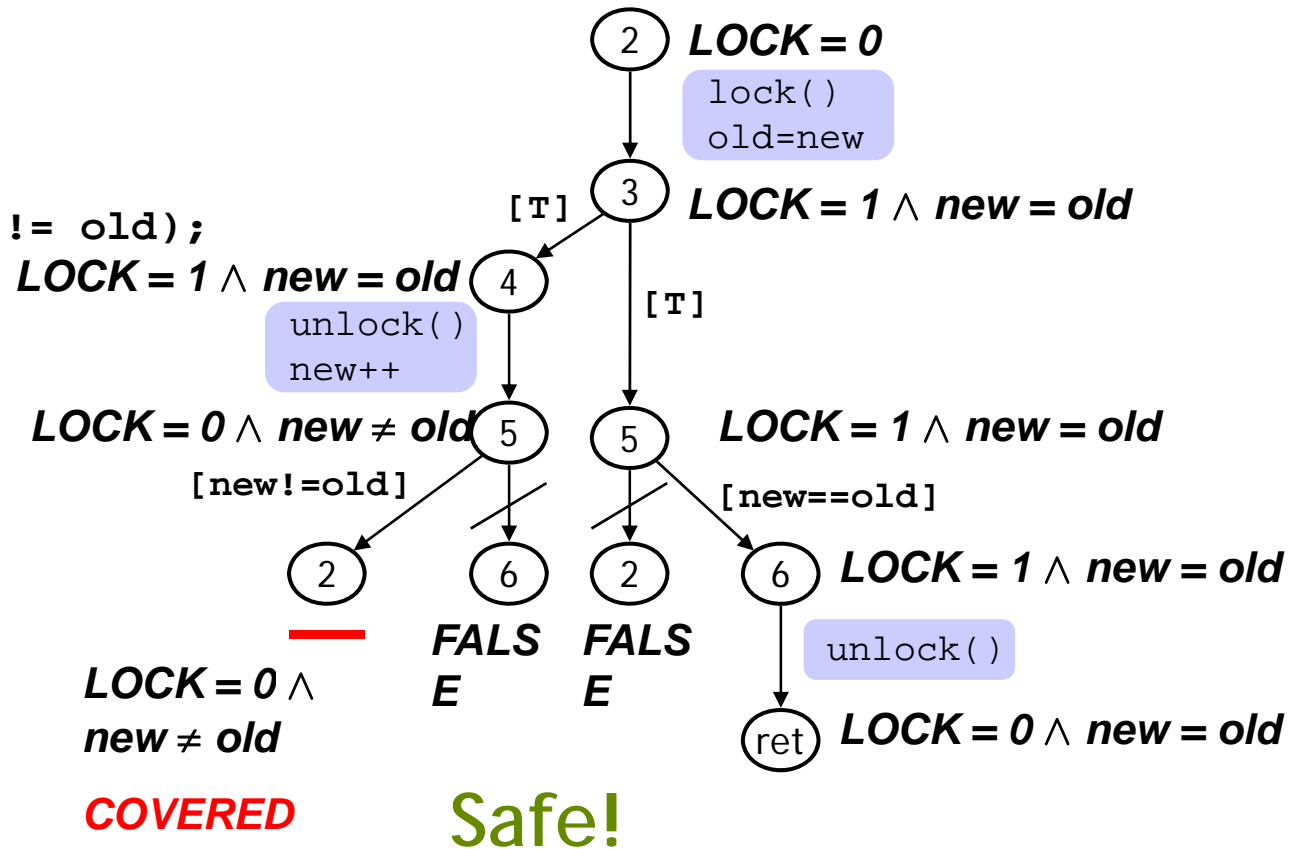 2 LOCK = 0
lock()
old=new
3 LOCK = 1 ∧ new = old
[T]
!= old);
LOCK = 1 ∧ new = old 4
[T]
unlock()
new++
LOCK = 0 ∧ new ≠ old 5
5 LOCK = 1 ∧ new = old
[new!=old]
[new==old]
2 6 2 6 LOCK = 1 ∧ new = old
FALS
E
FALS
E
unlock()
LOCK = 0 ∧
new ≠ old
ret LOCK = 0 ∧ new = old
COVERED
Safe!